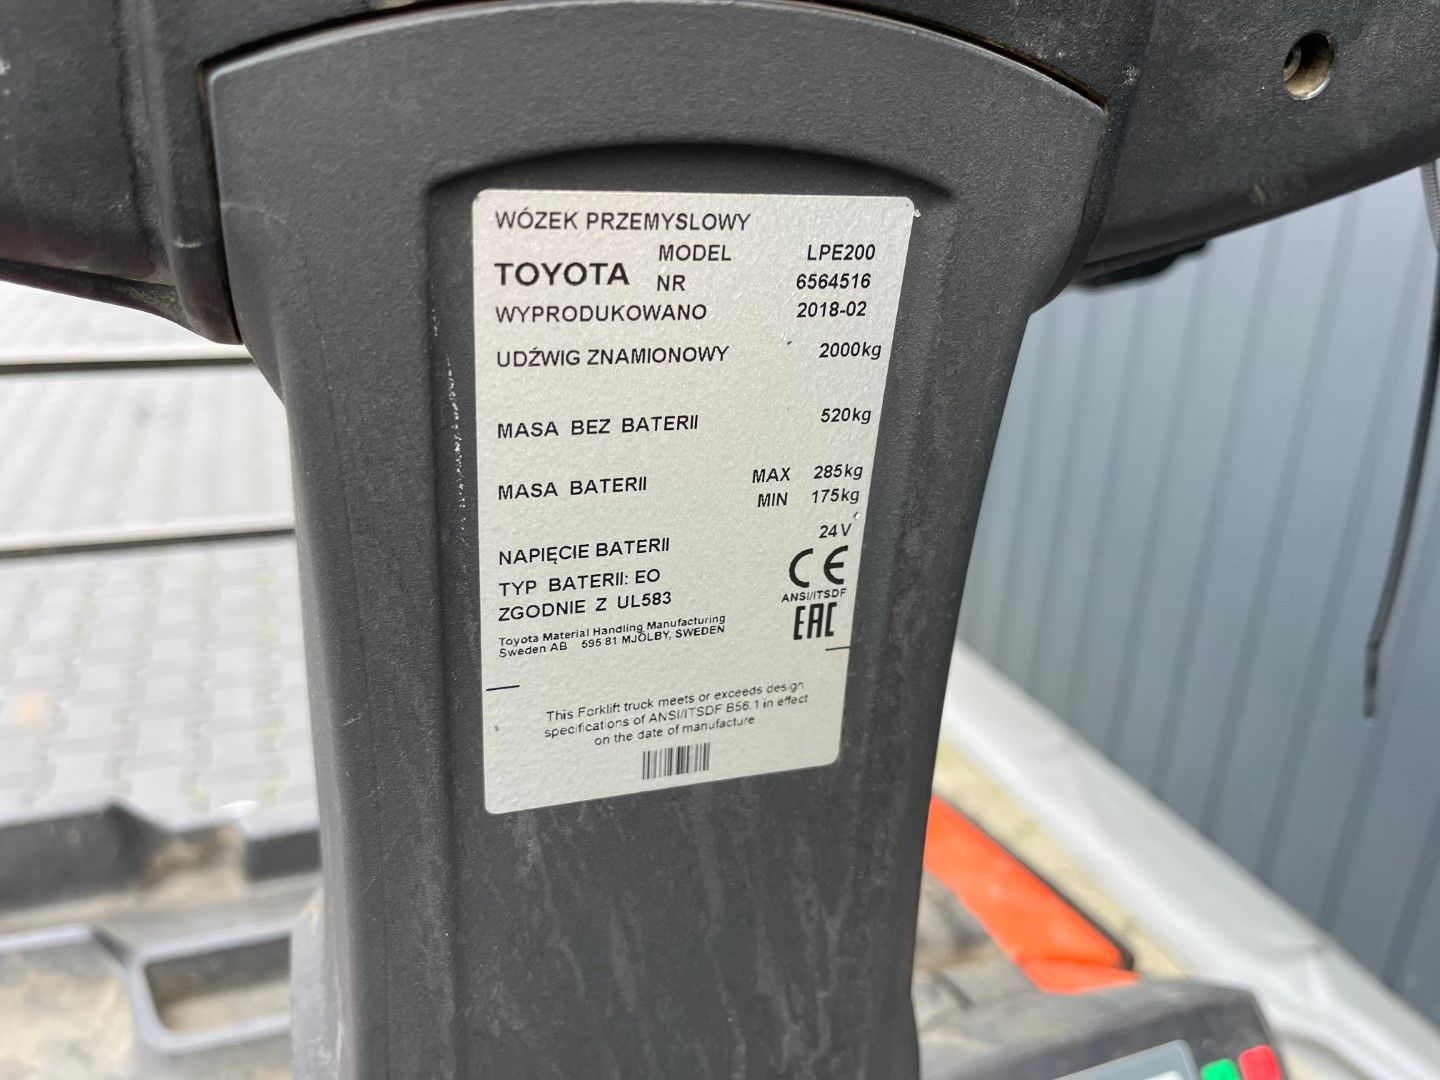 WÓZEK PRZEMYSLOWY
MODEL LPE200
TOYOTA
NR 6564516
WYPRODUKOWANO 2018-02
UDŹWIG ZNAMIONOWY 2000kg
MASA BEZ BATERII 520kg
MASA BATERII MAX 285kg
MIN 175kg
NAPIĘCIE BATERII 24V
TYP BATERII: EO
ZGODNIE Z UL583
CE
ANSI/ITSDF
EAC
Toyota Material Handling Manufacturing
Sweden AB 595 81 MJÖLBY, SWEDEN
This Forklift truck meets or exceeds design
specifications of ANSI/ITSDF B56.1 in effect
on the date of manufacture